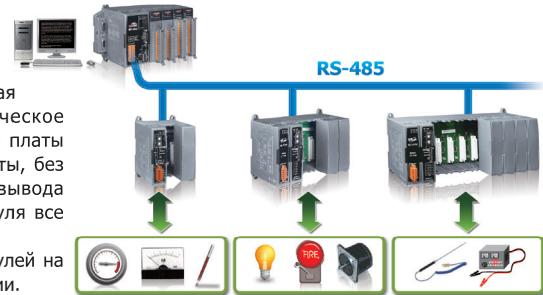 RS-485
ая
ческое
платы
ты, без
вывода
уля все
улей на
ии.
FIRE